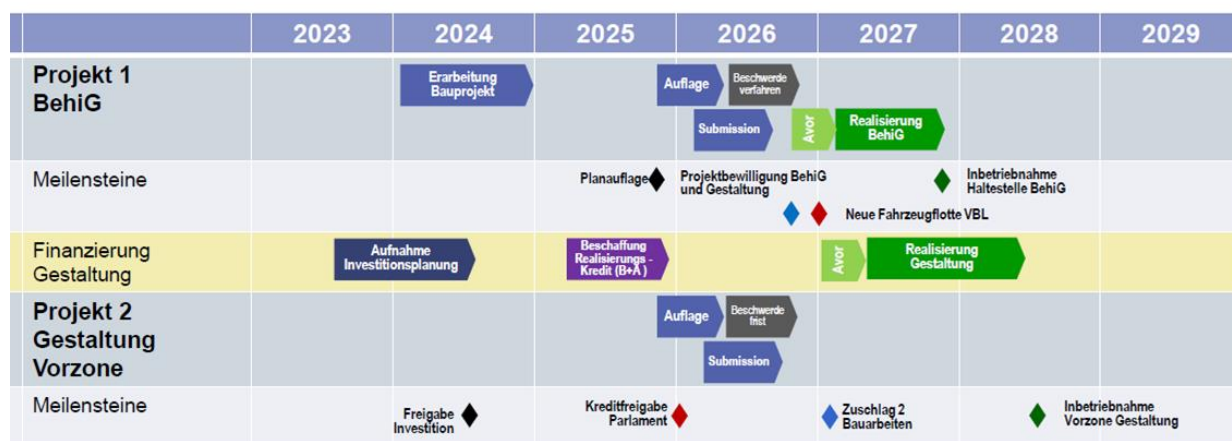 2023 2024 2025 2026 2027 2028 2029
Projekt 1
BehiG
Erarbeitung
Bauprojekt
Auflage
Beschwerde
verfahren
Submission
Avor
Realisierung
BehiG
Meilensteine
Planauflage
Projektbewilligung BehiG
und Gestaltung
Neue Fahrzeugflotte VBL
Inbetriebnahme
Haltestelle BehiG
Finanzierung
Gestaltung
Aufnahme
Investitionsplanung
Beschaffung
Realisierungs -
Kredit (B+A )
Avor
Realisierung
Gestaltung
Projekt 2
Gestaltung
Vorzone
Auflage
Beschwerde
frist
Submission
Meilensteine
Freigabe
Investition
Kreditfreigabe
Parlament
Zuschlag 2
Bauarbeiten
Inbetriebnahme
Vorzone Gestaltung